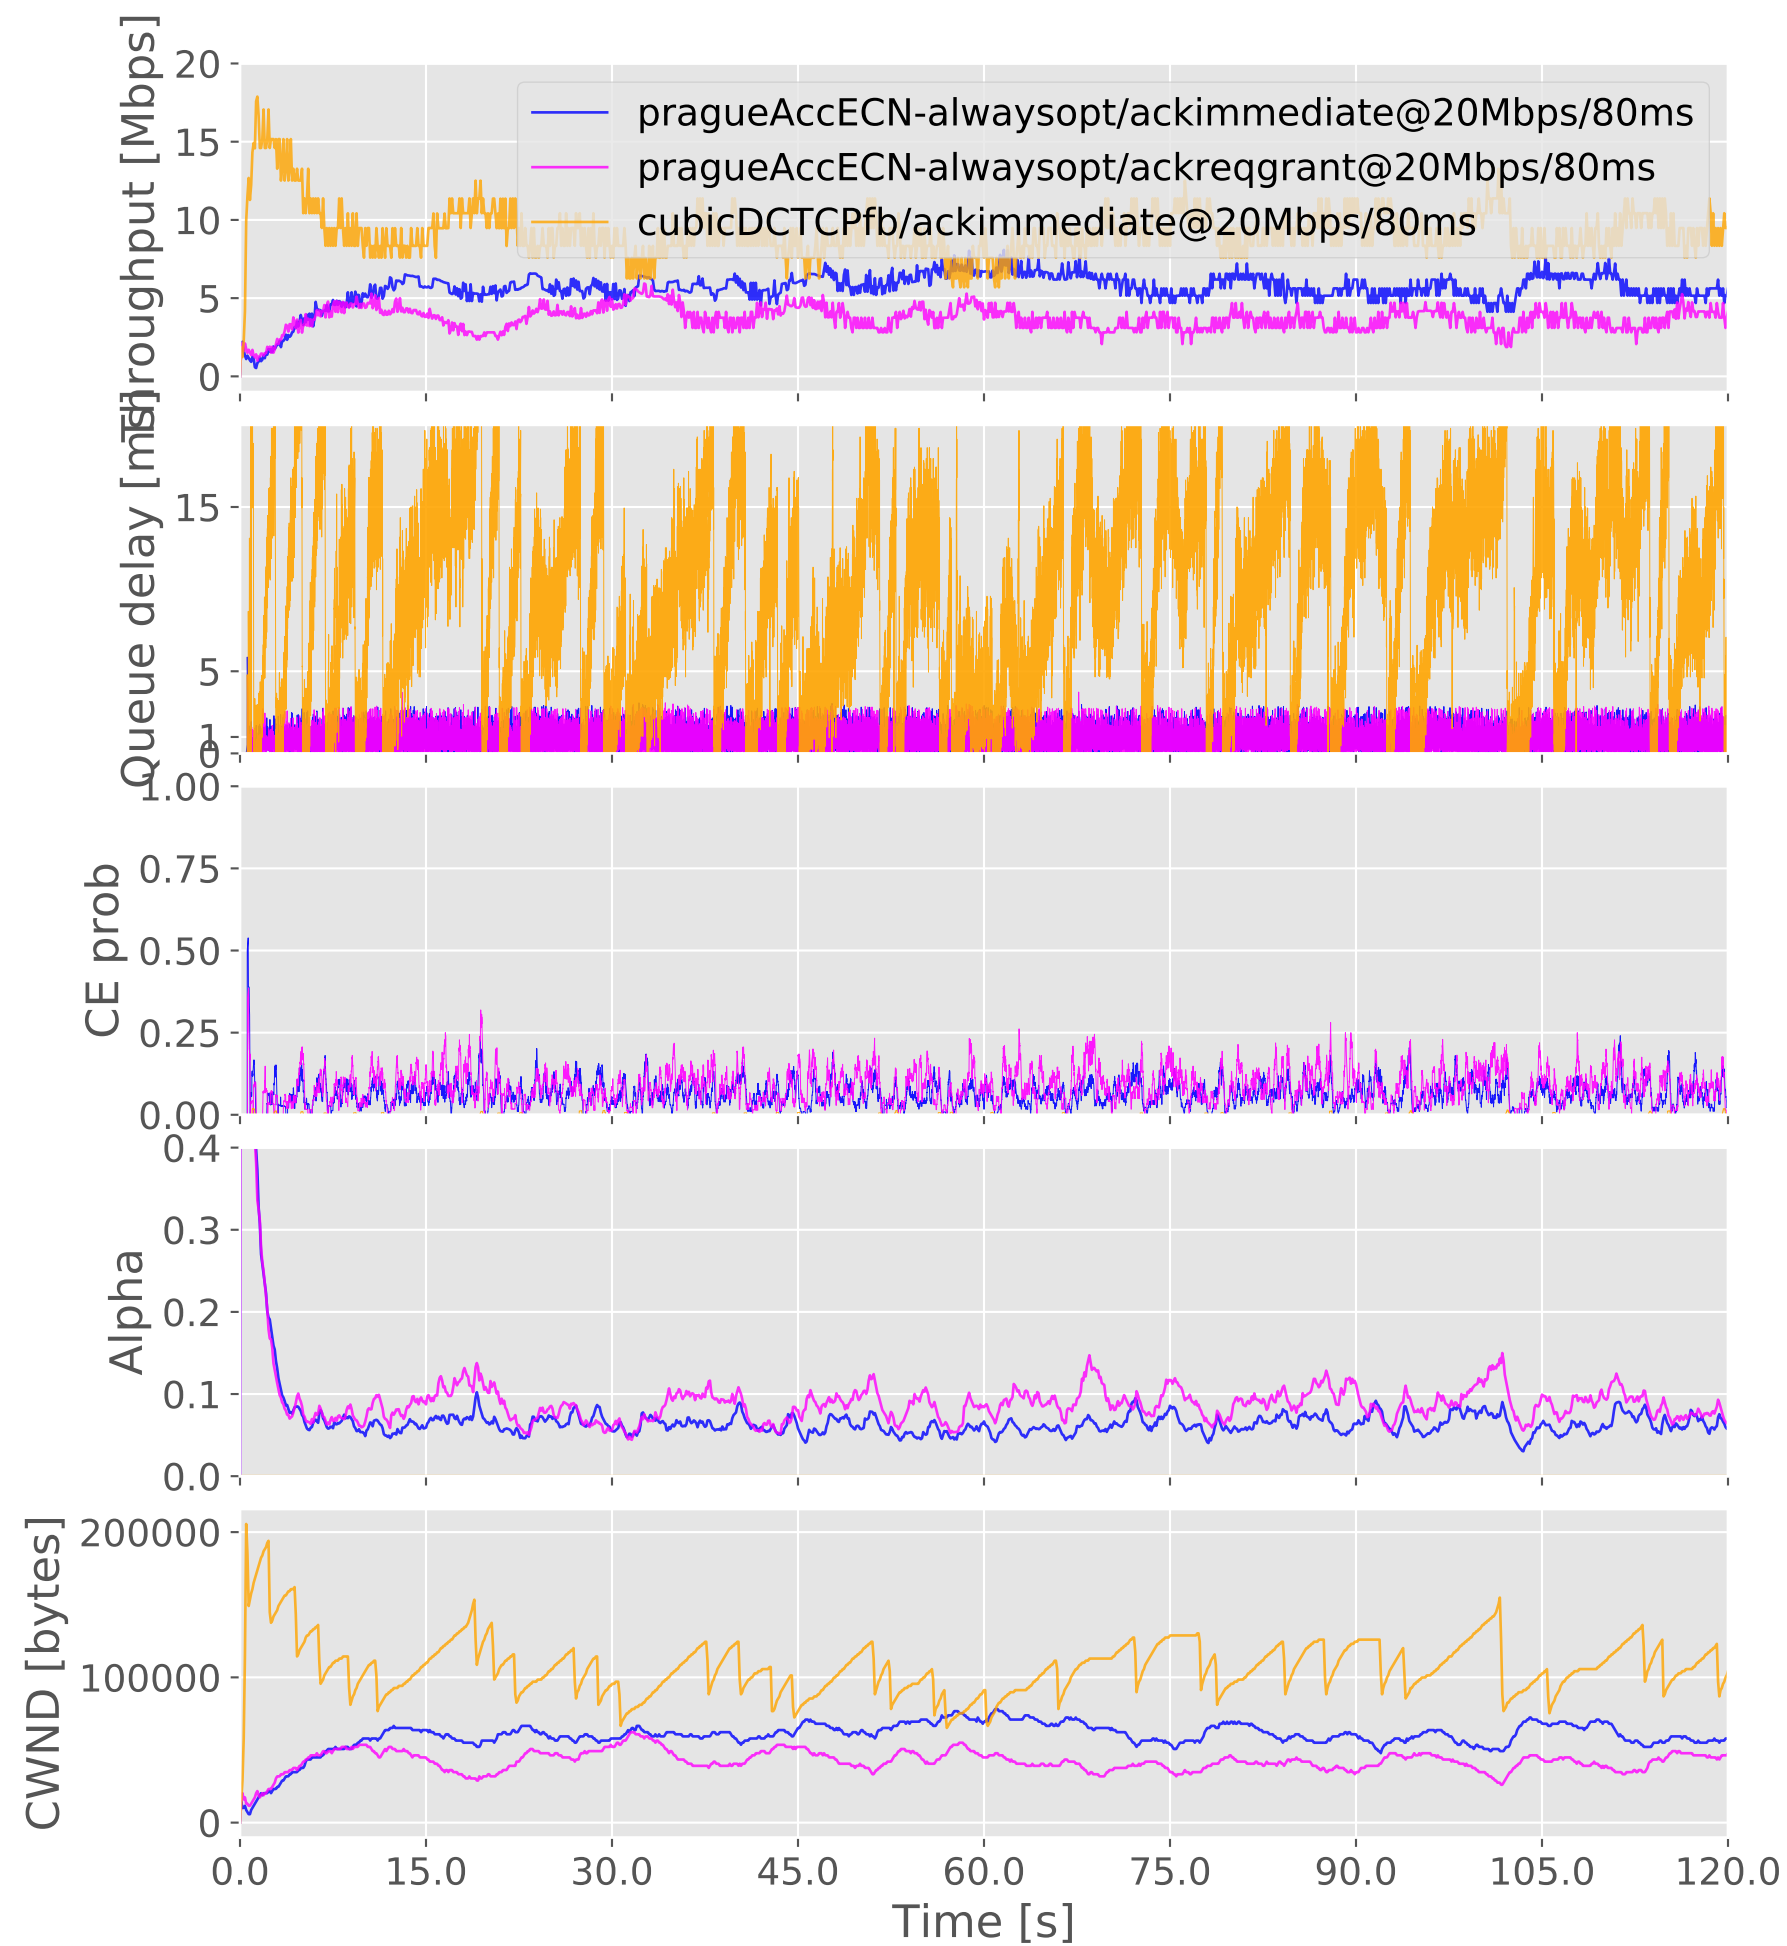 Throughput [Mbps]
20
15
10
5
0
pragueAccECN-alwaysopt/ackimmediate@20Mbps/80ms
pragueAccECN-alwaysopt/ackreqgrant@20Mbps/80ms
cubicDCTCPfb/ackimmediate@20Mbps/80ms
Queue delay [ms]
15
5
1
0
CE prob
1.00
0.75
0.50
0.25
0.00
Alpha
0.4
0.3
0.2
0.1
0.0
CWND [bytes]
200000
100000
0
0.0 15.0 30.0 45.0 60.0 75.0 90.0 105.0 120.0
Time [s]